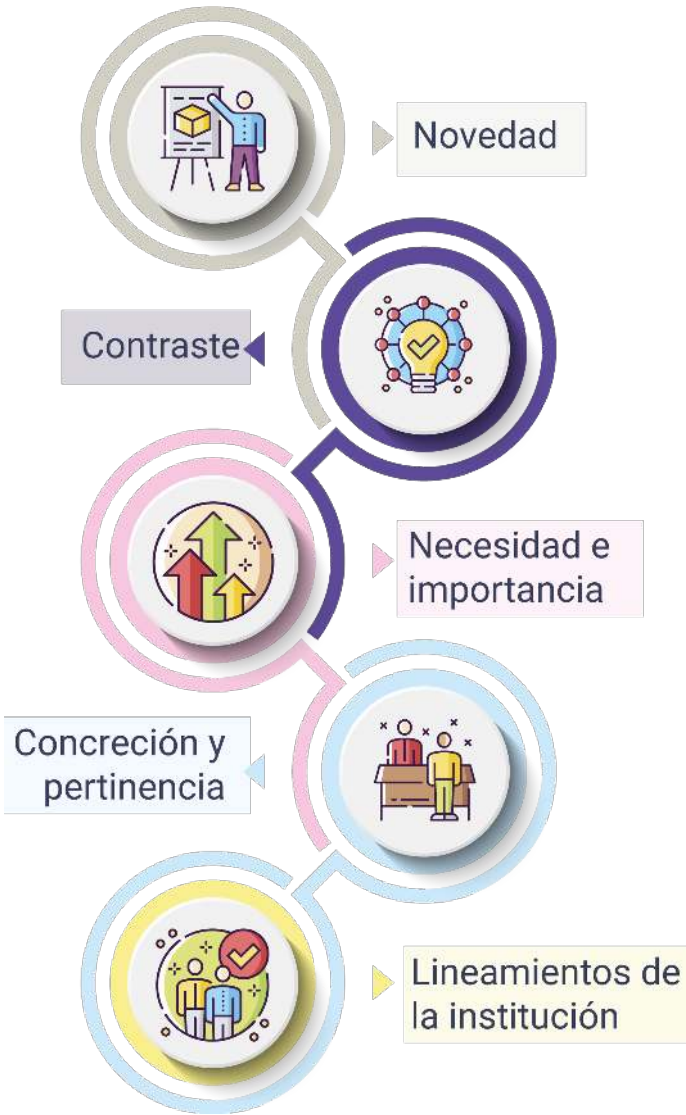 Novedad
Contraste
Necesidad e
importancia
Concreción y
pertinencia
Lineamientos de
la institución